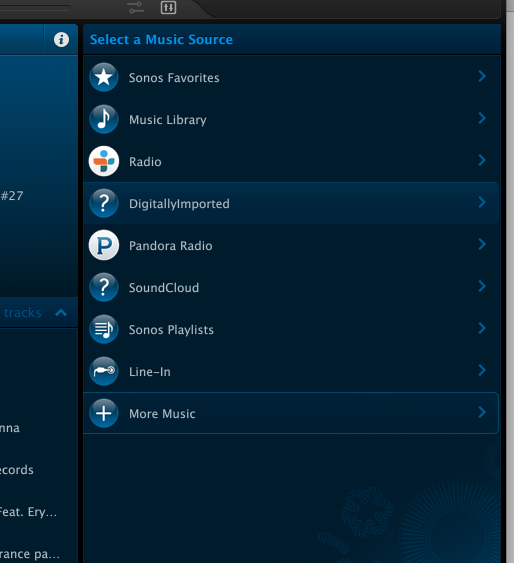 Select a Music Source
Sonos Favorites
Music Library
Radio
DigitallyImported
Pandora Radio
SoundCloud
Sonos Playlists
Line-In
More Music
#27
tracks
nna
ecords
Feat. Ery...
rance pa...